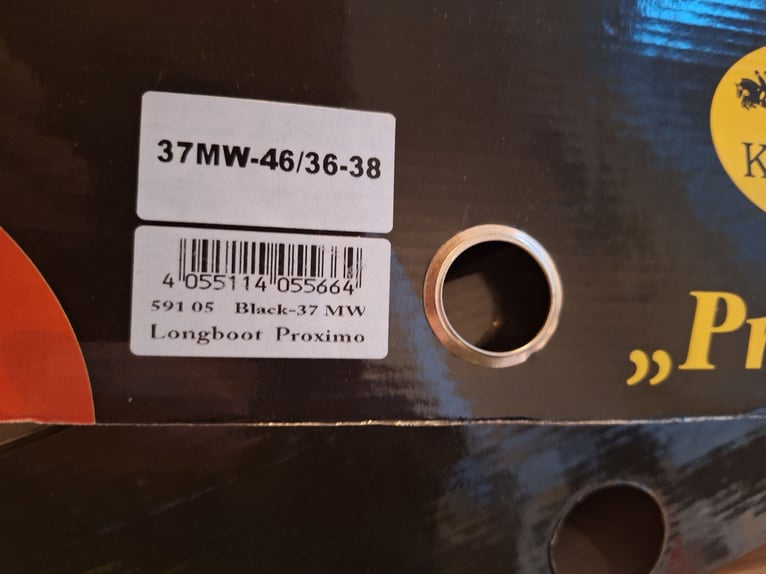 37MW-46/36-38
4 055114 055664
591 05 Black-37 MW
Longboot Proximo
K
„Pr